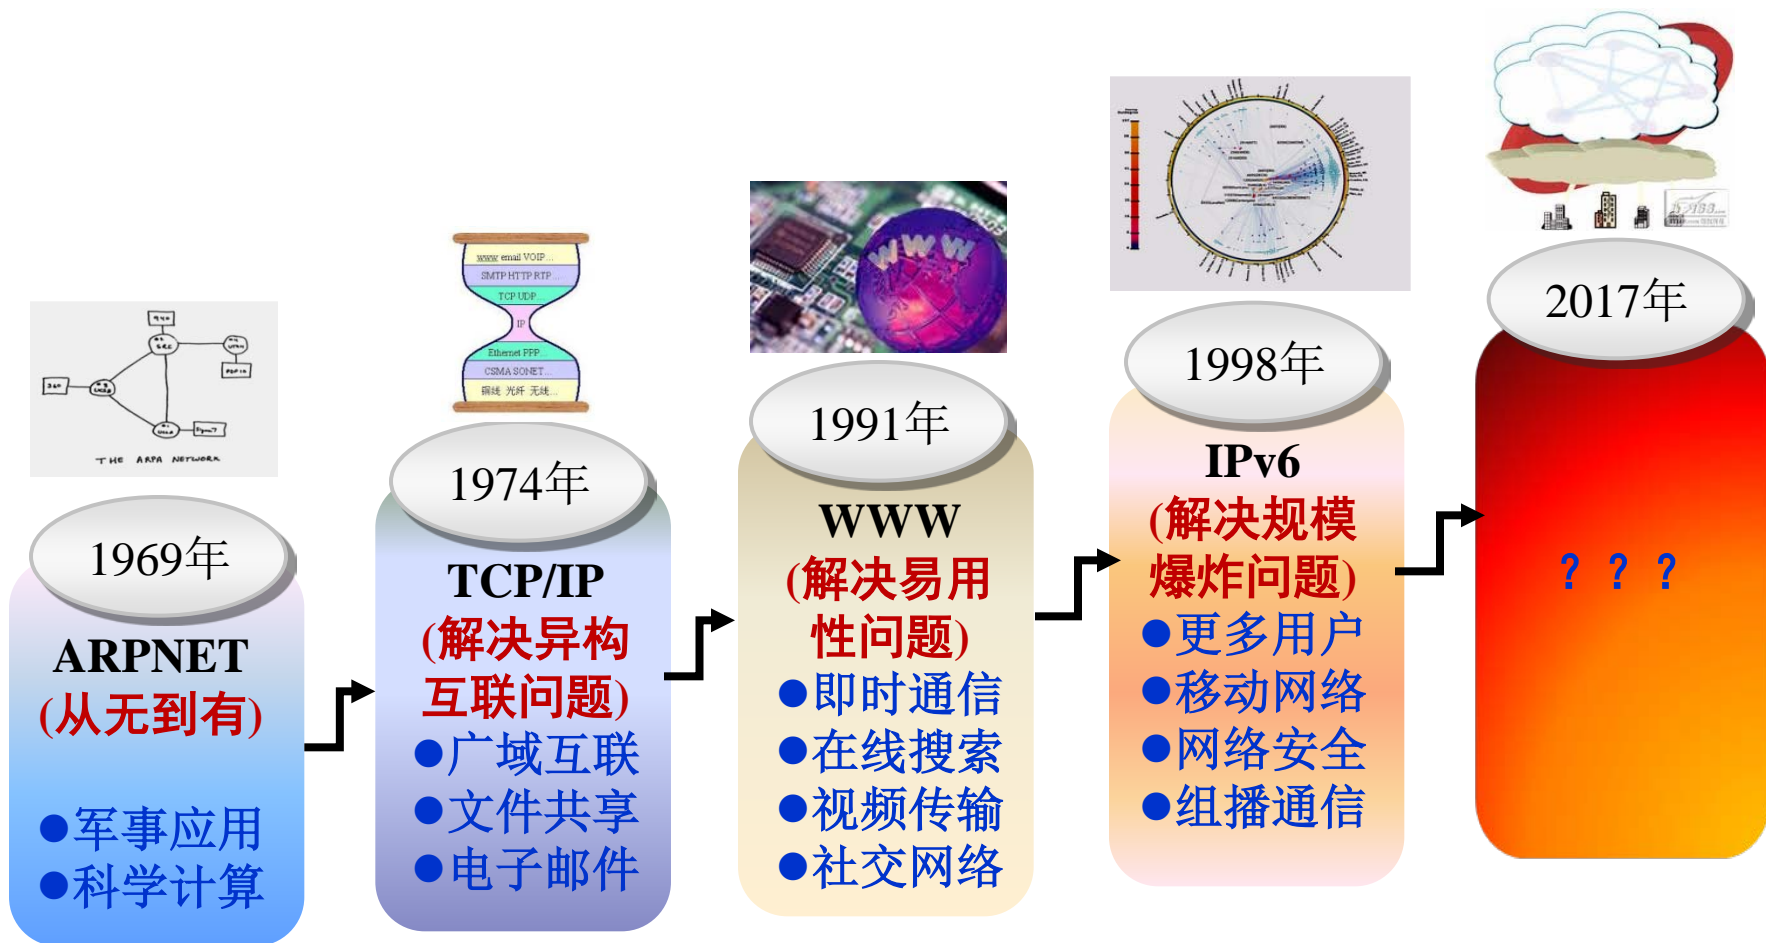 THE ARPA NETWORK
1969年
ARPNET
(从无到有)
●军事应用
●科学计算
www email VOIP...
SMTP HTTP RTP...
TCP UDP...
IP
Ethernet PPP...
CSMA SONET...
铜线 光纤 无线...
1974年
TCP/IP
(解决异构
互联问题)
●广域互联
●文件共享
●电子邮件
WWW
1991年
WWW
(解决易用
性问题)
●即时通信
●在线搜索
●视频传输
●社交网络
1998年
IPv6
(解决规模
爆炸问题)
●更多用户
●移动网络
●网络安全
●组播通信
2017年
？？？